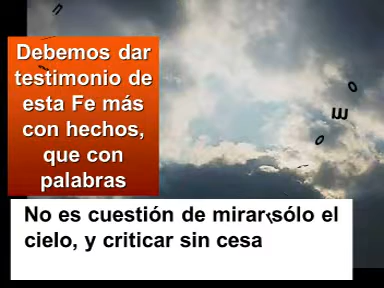 Debemos dar
testimonio de
esta Fe más
con hechos,
que con
palabras
No es cuestión de mirar sólo el
cielo, y criticar sin cesa